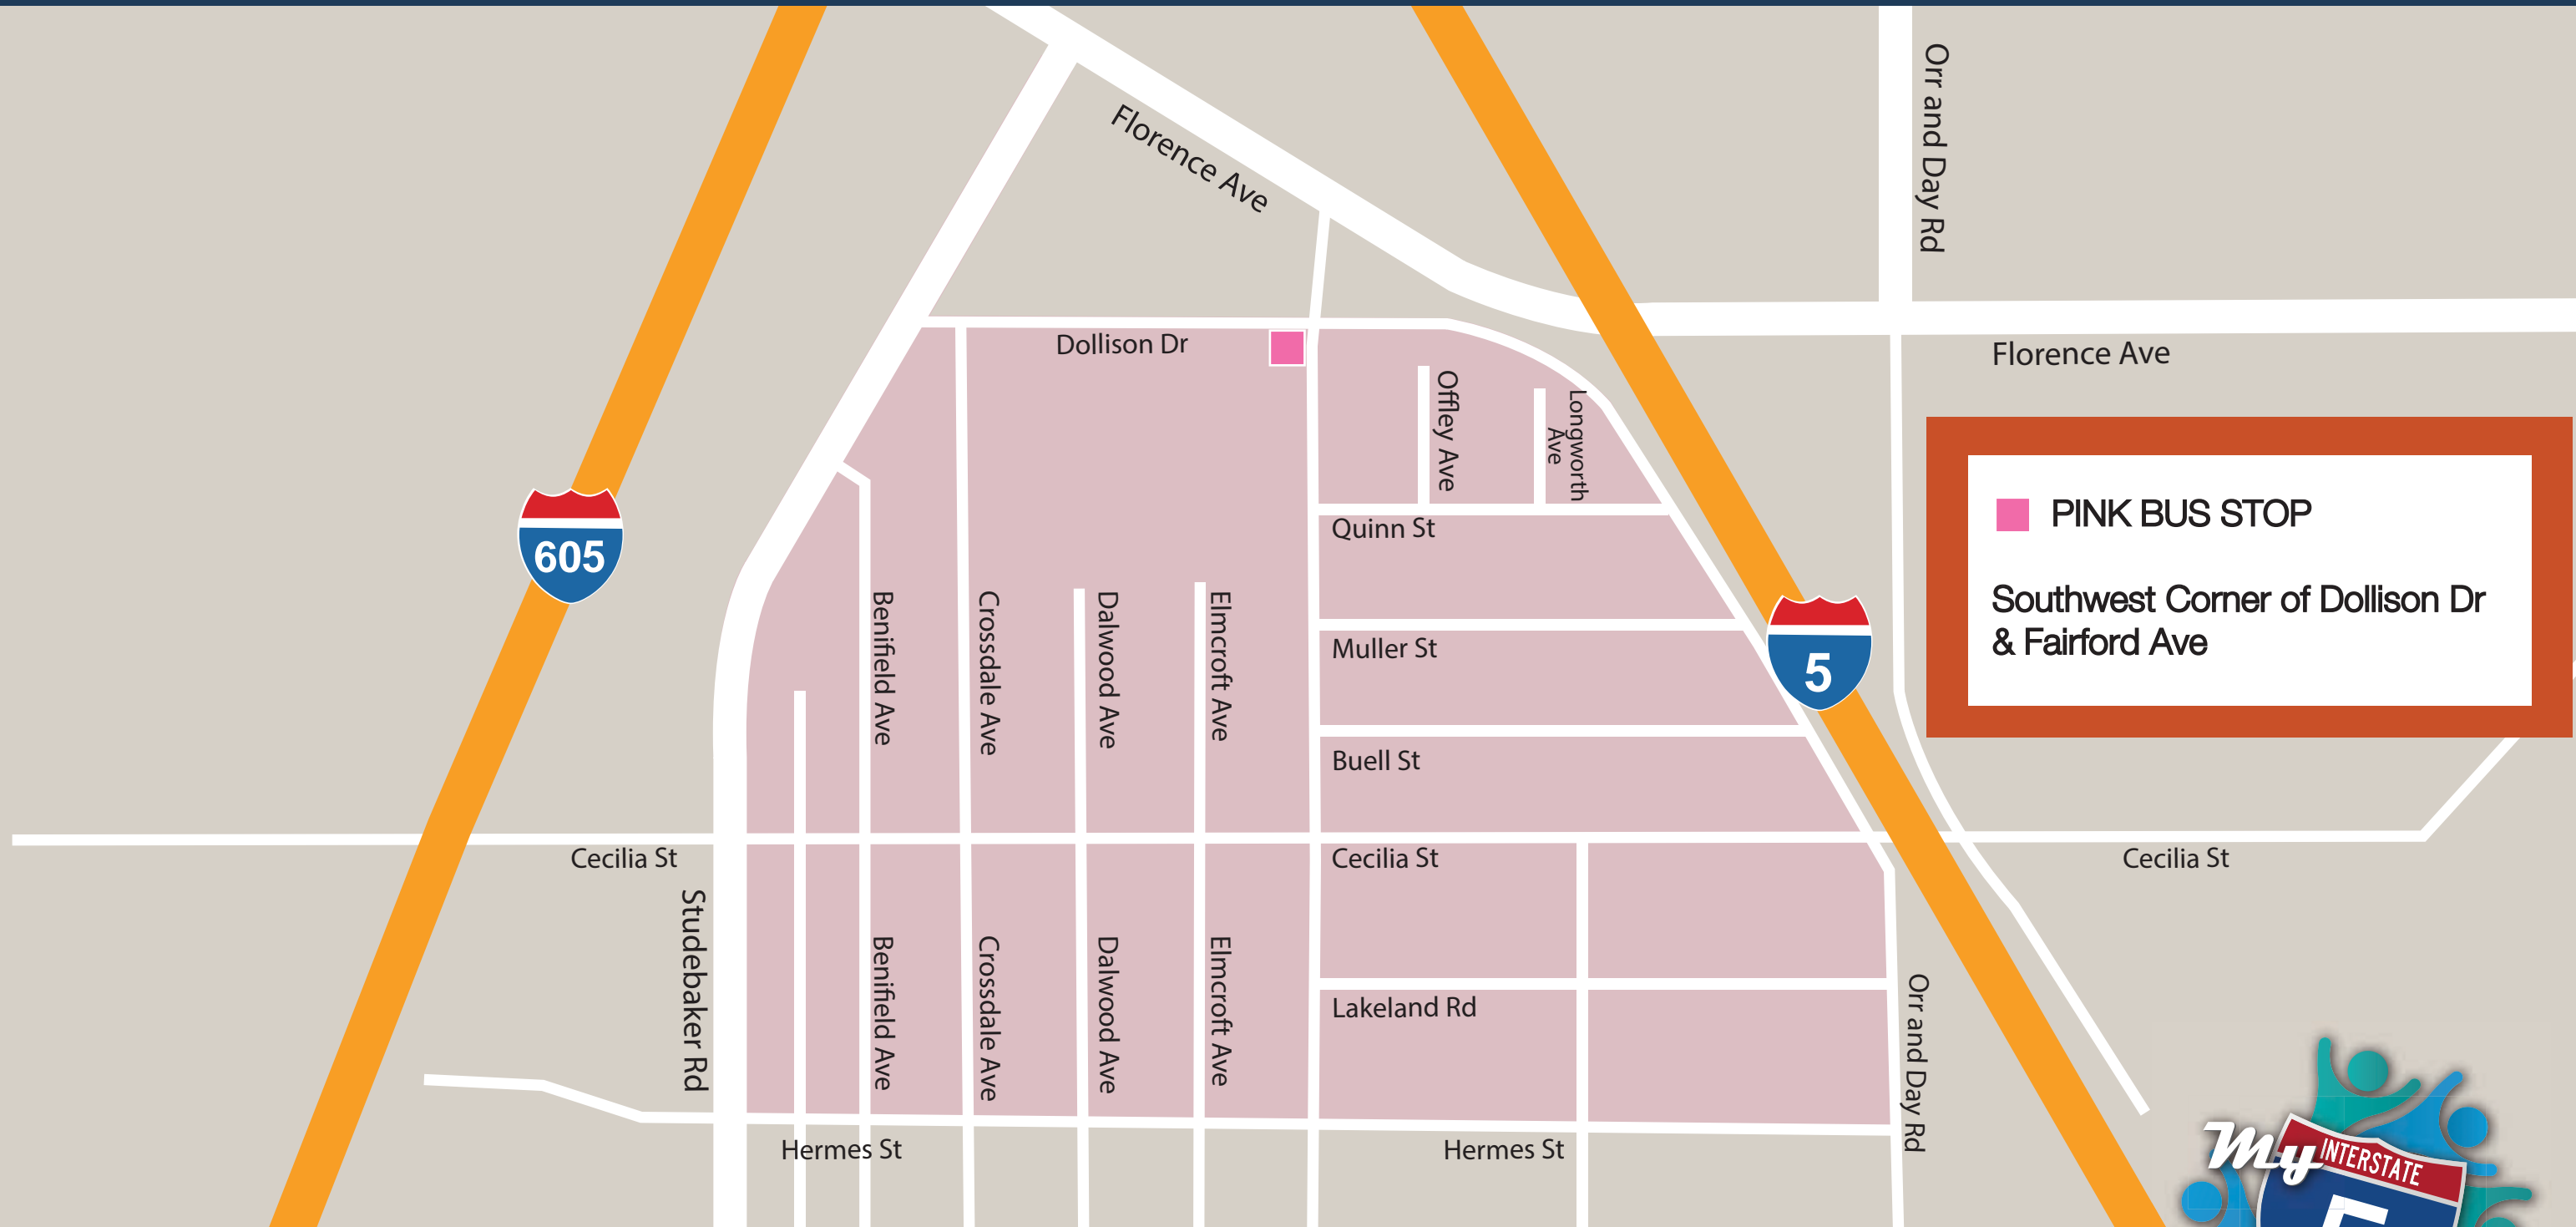 Orr and Day Rd
Florence Ave
Dollison Dr
Florence Ave
Offley Ave
Longworth
Ave
605
Quinn St
PINK BUS STOP
Southwest Corner of Dollison Dr
& Fairford Ave
Benifield Ave
Crossdale Ave
Dalwood Ave
Elmcroft Ave
Muller St
5
Buell St
Cecilia St
Cecilia St
Cecilia St
Studebaker Rd
Benifield Ave
Crossdale Ave
Dalwood Ave
Elmcroft Ave
Lakeland Rd
Orr and Day Rd
Hermes St
Hermes St
My
INTERSTATE